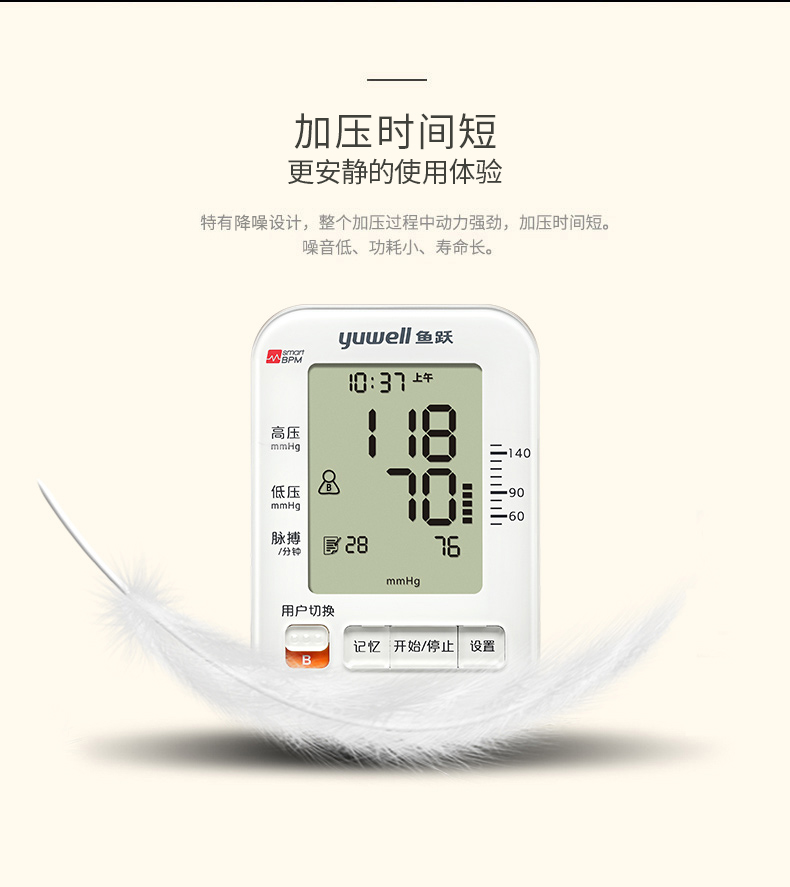 加压时间短
更安静的使用体验
特有降噪设计，整个加压过程中动力强劲，加压时间短。
噪音低、功耗小、寿命长。
yuwell 鱼跃
smart
BPM
10:37 上午
高压
mmHg
118
140
低压
mmHg
B
70
90
60
脉搏
/分钟
28
76
mmHg
用户切换
B
记忆 开始/停止 设置